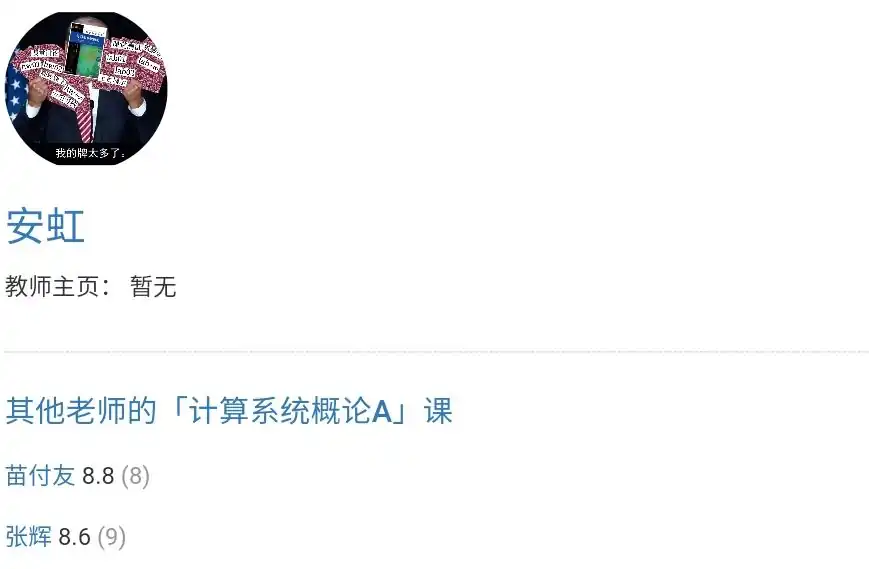 我的牌太多了。
安虹
教师主页： 暂无
其他老师的「计算系统概论A」课
苗付友 8.8 (8)
张辉 8.6 (9)